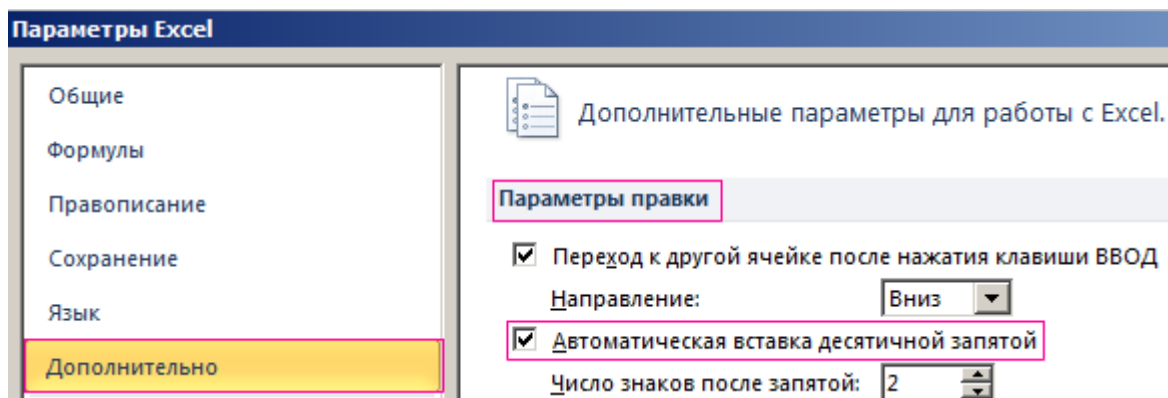 Параметры Excel
Общие
Формулы
Правописание
Сохранение
Язык
Дополнительно
Дополнительные параметры для работы с Excel.
Параметры правки
Переход к другой ячейке после нажатия клавиши ВВОД
Направление: Вниз
Автоматическая вставка десятичной запятой
Число знаков после запятой: 2